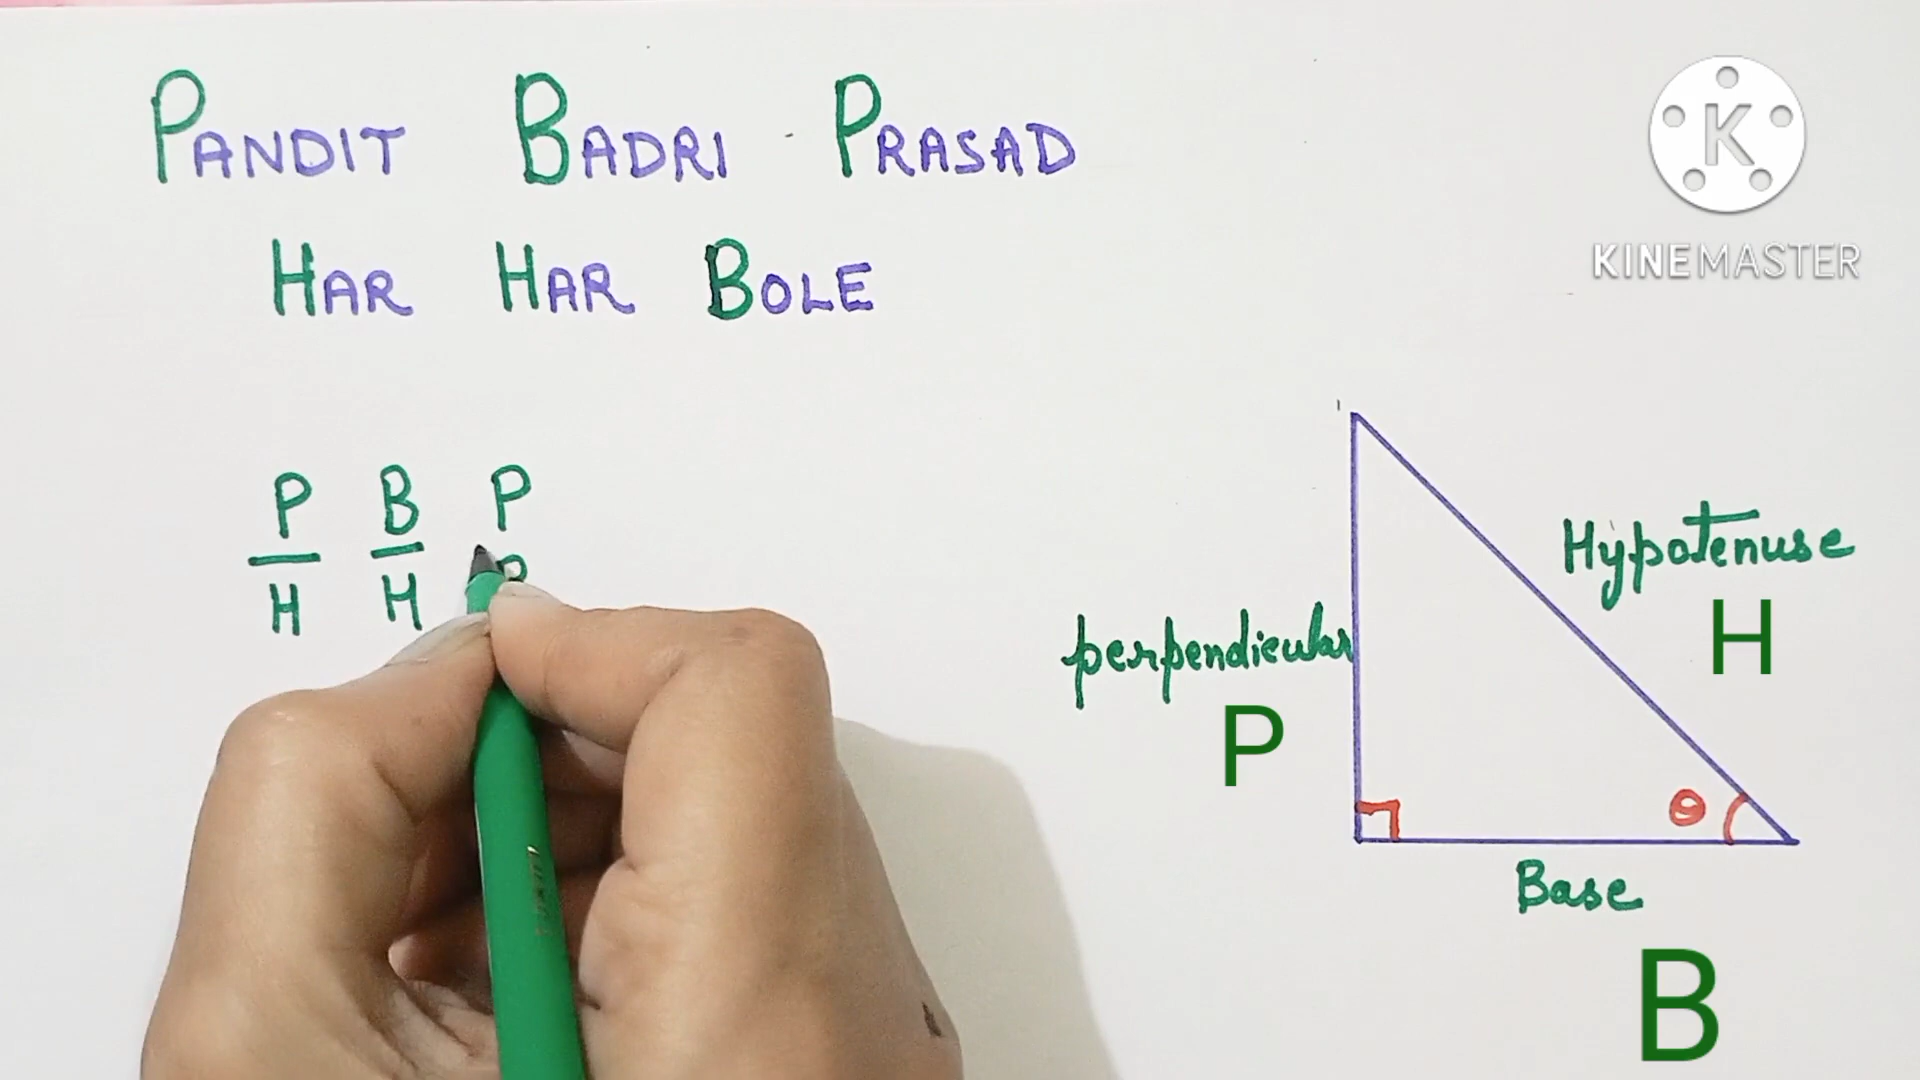 PANDIT BADRI PRASAD
HAR HAR BOLE
K
KINEMASTER
P B P
H H
Hypotenuse
H
perpendicular
P
θ
Base
B